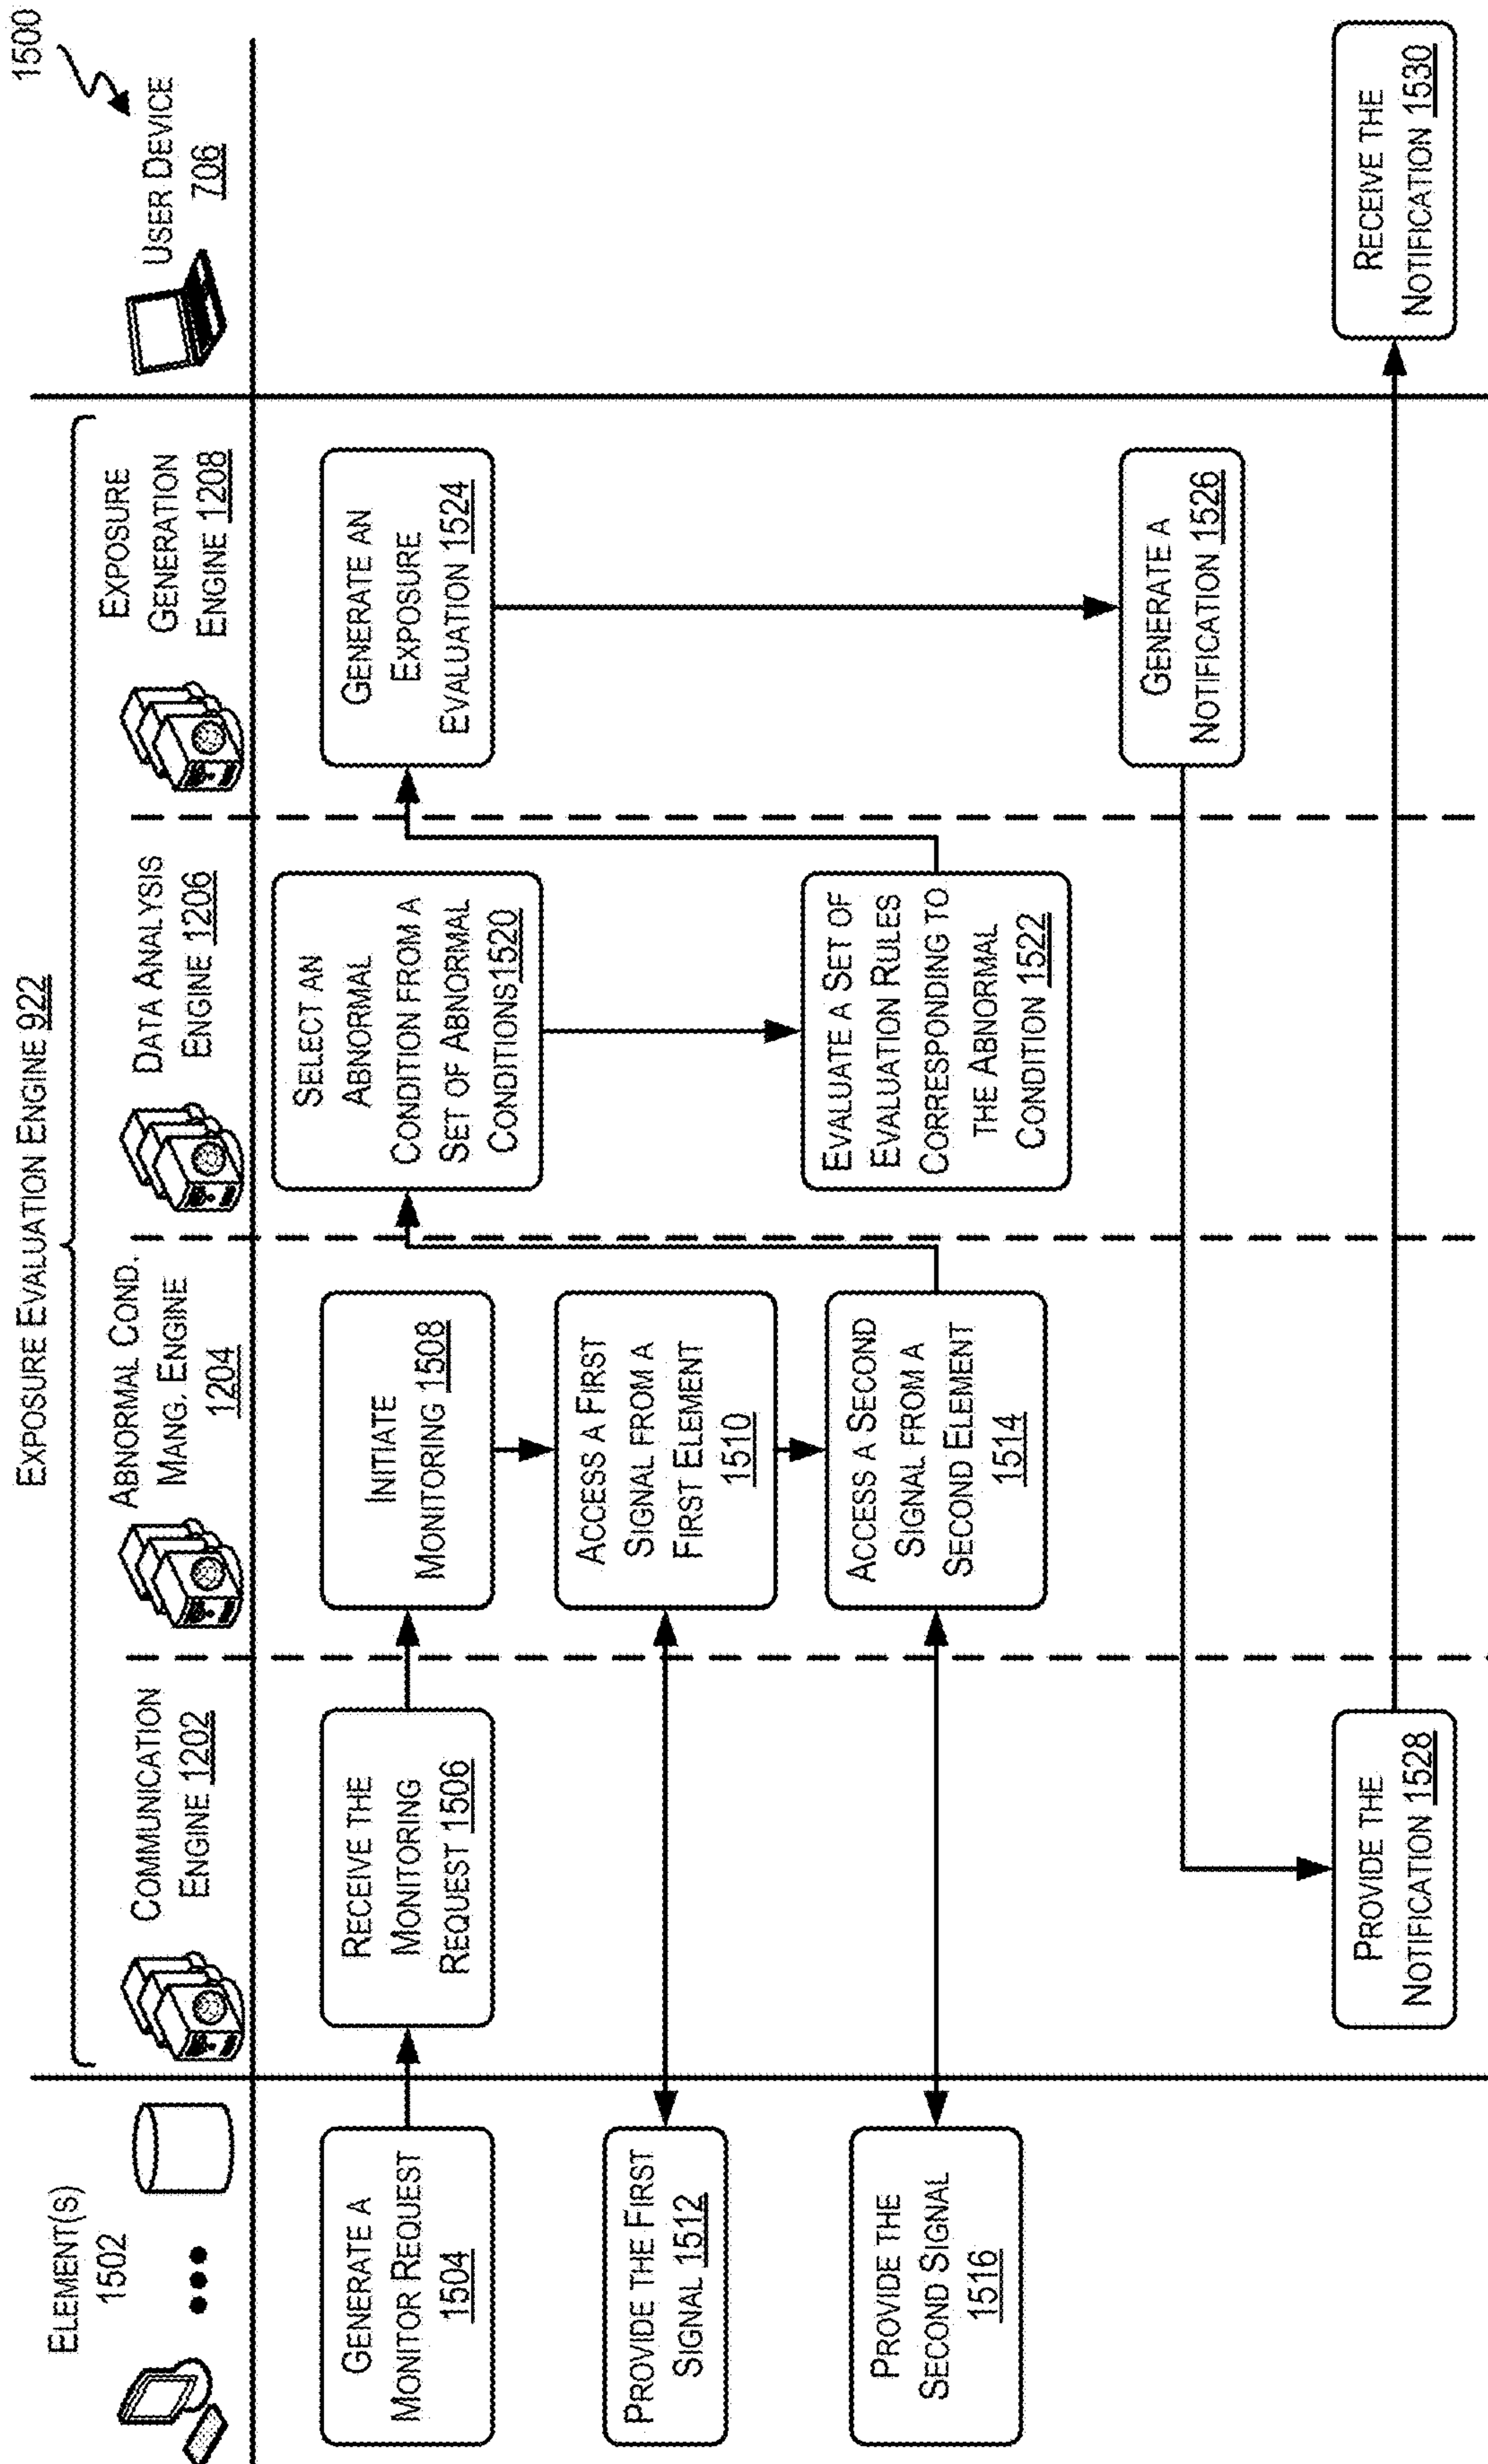 1500
EXPOSURE EVALUATION ENGINE 922
ELEMENT(S)
1502
COMMUNICATION
ENGINE 1202
ABNORMAL COND.
MANG. ENGINE
1204
DATA ANALYSIS
ENGINE 1206
EXPOSURE
GENERATION
ENGINE 1208
USER DEVICE
706
GENERATE A
MONITOR REQUEST
1504
RECEIVE THE
MONITORING
REQUEST 1506
INITIATE
MONITORING 1508
SELECT AN
ABNORMAL
CONDITION FROM A
SET OF ABNORMAL
CONDITIONS1520
GENERATE AN
EXPOSURE
EVALUATION 1524
PROVIDE THE FIRST
SIGNAL 1512
ACCESS A FIRST
SIGNAL FROM A
FIRST ELEMENT
1510
PROVIDE THE
SECOND SIGNAL
1516
ACCESS A SECOND
SIGNAL FROM A
SECOND ELEMENT
1514
EVALUATE A SET OF
EVALUATION RULES
CORRESPONDING TO
THE ABNORMAL
CONDITION 1522
GENERATE A
NOTIFICATION 1526
PROVIDE THE
NOTIFICATION 1528
RECEIVE THE
NOTIFICATION 1530